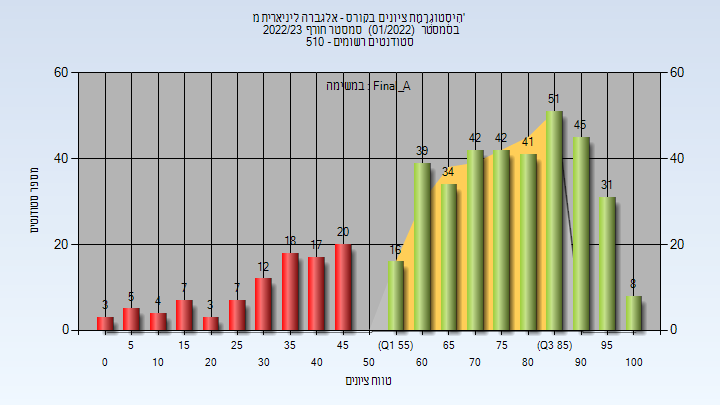 היסטוגרמת ציונים בקורס - אלגברה ליניארית מ'
בסמסטר (01/2022) סמסטר חורף 2022/23
סטודנטים רשומים - 510
במשימה : Final_A
60 60
40 40
20 20
0 0
3 5 4 7 3 7 12 18 17 20 16 39 34 42 42 41 51 45 31 8
מספר סטודנטים
5 15 25 35 45 (Q1 55) 65 75 (Q3 85) 95
0 10 20 30 40 50 60 70 80 90 100
טווח ציונים